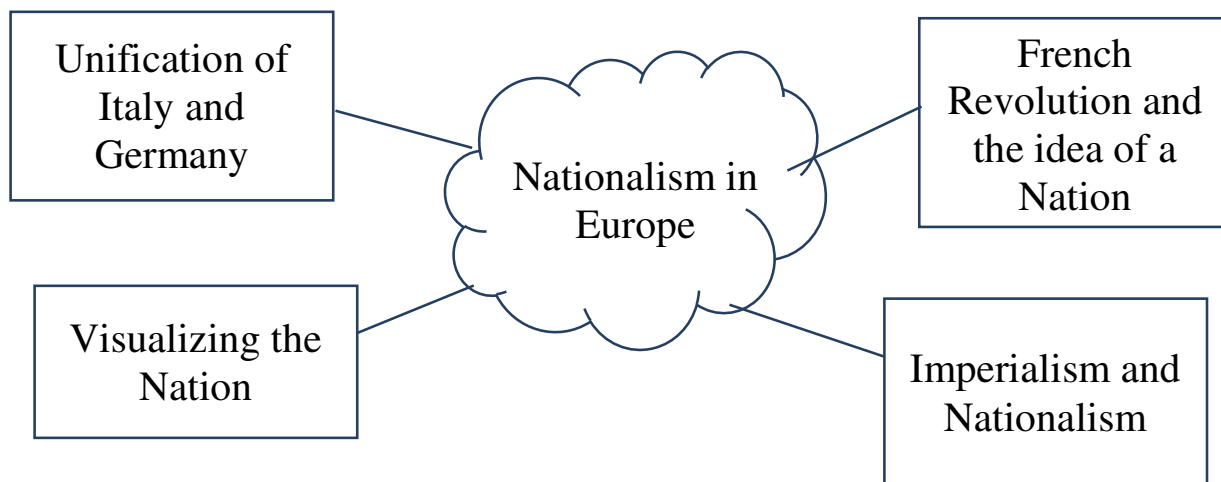 Unification of
Italy and
Germany
French
Revolution and
the idea of a
Nation
Nationalism in
Europe
Visualizing the
Nation
Imperialism and
Nationalism